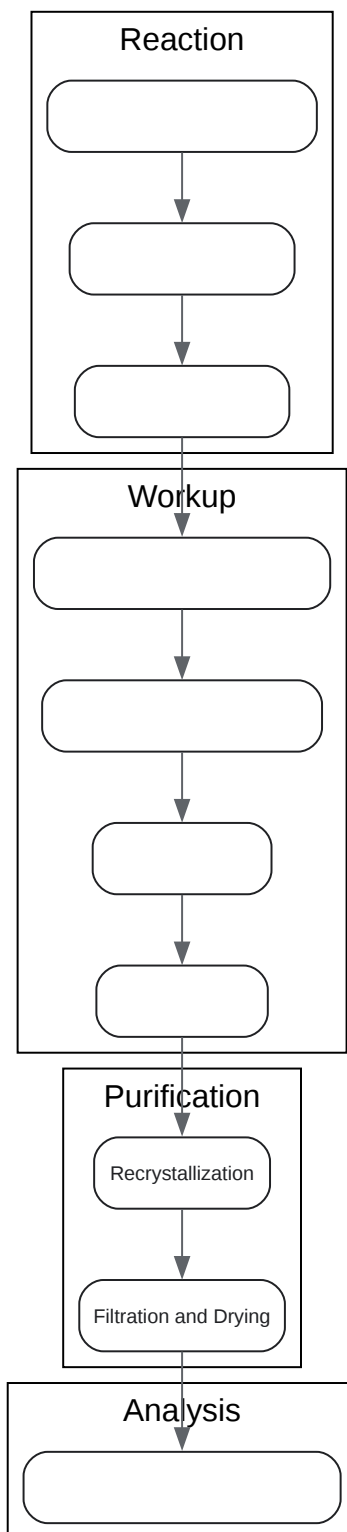 Reaction
Workup
Purification
Recrystallization
Filtration and Drying
Analysis